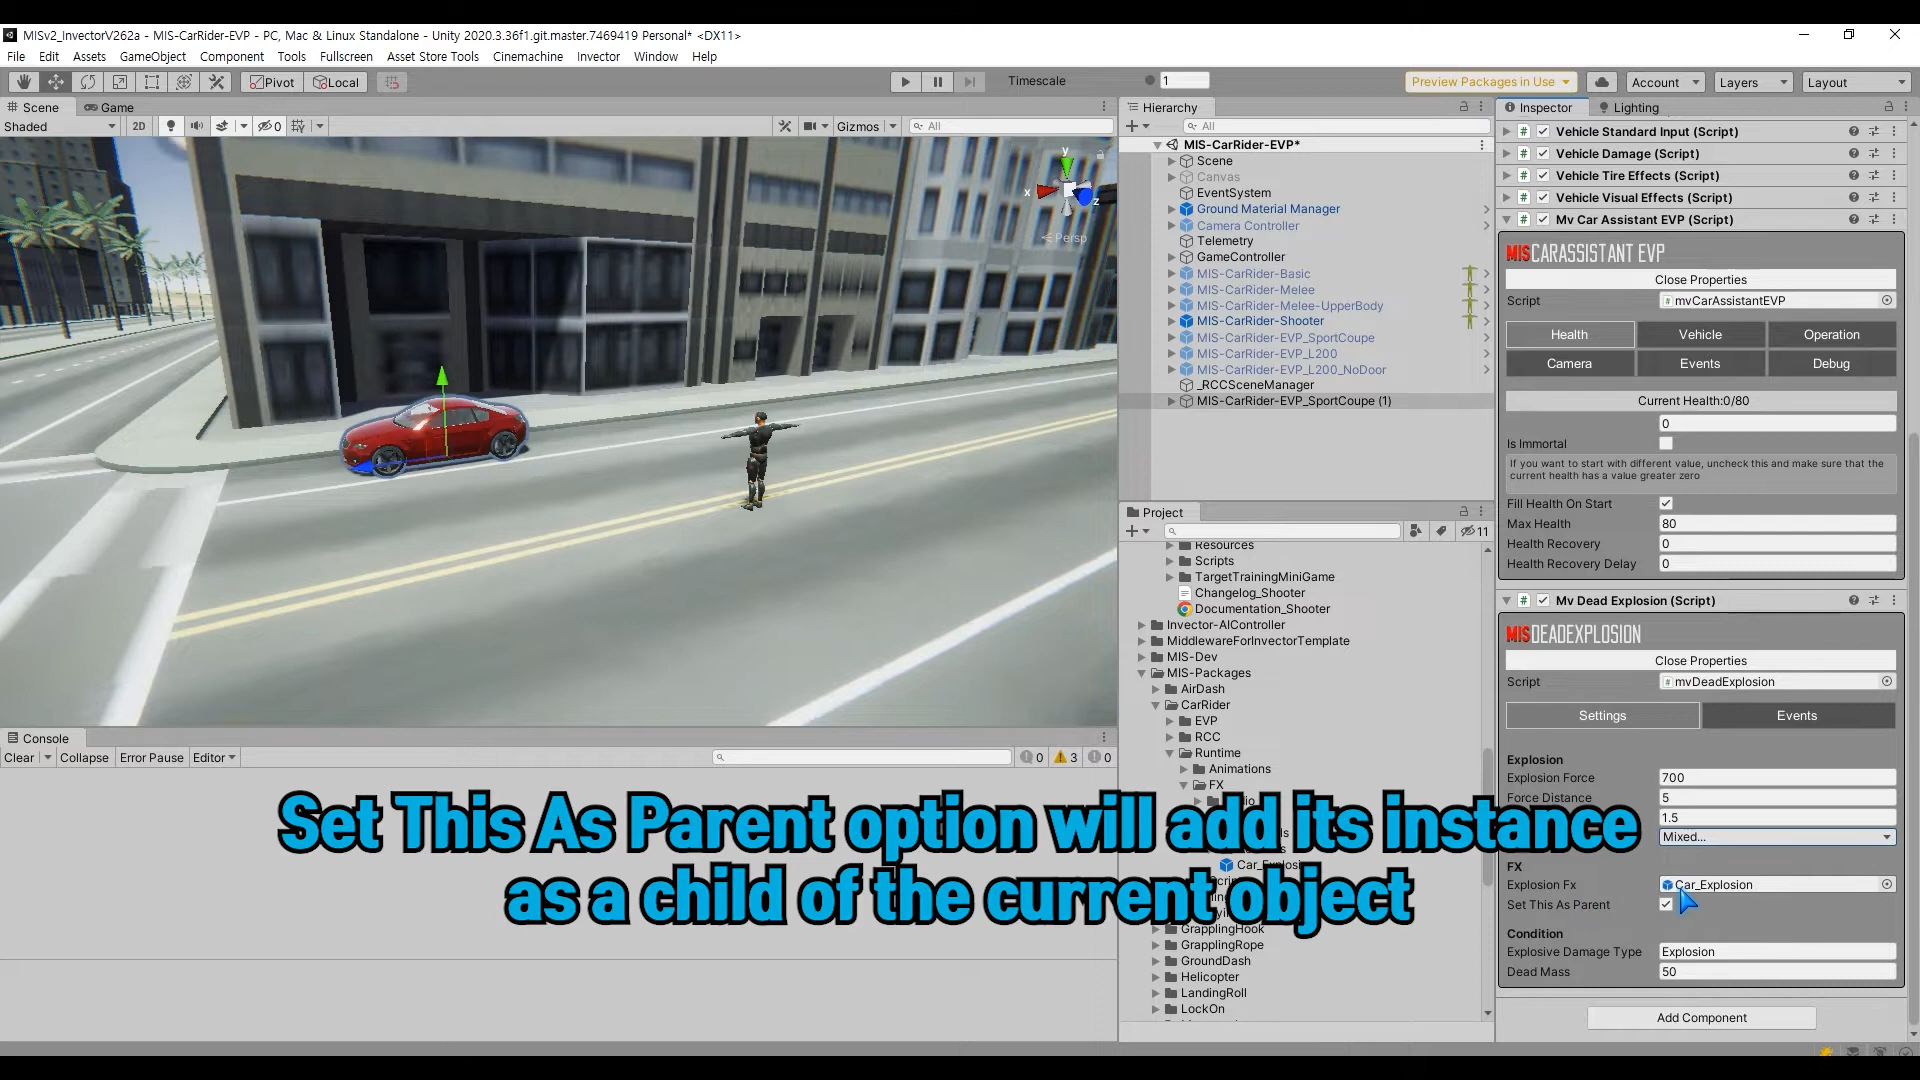 MISv2_InvectorV262a - MIS-CarRider-EVP - PC, Mac & Linux Standalone - Unity 2020.3.36f1.git.master.7469419 Personal* <DX11>
File Edit Assets GameObject Component Tools Fullscreen Asset Store Tools Cinemachine Invector Window Help
Pivot Local Timescale 1 Preview Packages in Use Account Layers Layout
Scene Game
Shaded 2D 0 Gizmos All
y
x
z
Persp
Hierarchy
All
MIS-CarRider-EVP*
Scene
Canvas
EventSystem
Ground Material Manager
Camera Controller
Telemetry
GameController
MIS-CarRider-Basic
MIS-CarRider-Melee
MIS-CarRider-Melee-UpperBody
MIS-CarRider-Shooter
MIS-CarRider-EVP_SportCoupe
MIS-CarRider-EVP_L200
MIS-CarRider-EVP_L200_NoDoor
_RCCSceneManager
MIS-CarRider-EVP_SportCoupe (1)
Project
11
Resources
Scripts
TargetTrainingMiniGame
Changelog_Shooter
Documentation_Shooter
Invector-AIController
MiddlewareForInvectorTemplate
MIS-Dev
MIS-Packages
AirDash
CarRider
EVP
RCC
Runtime
Animations
FX
GrapplingHook
GrapplingRope
GroundDash
Helicopter
LandingRoll
LockOn
Console
Clear Collapse Error Pause Editor 0 3 0
Set This As Parent option will add its instance
as a child of the current object
Inspector Lighting
Vehicle Standard Input (Script)
Vehicle Damage (Script)
Vehicle Tire Effects (Script)
Vehicle Visual Effects (Script)
Mv Car Assistant EVP (Script)
MISCARASSISTANT EVP
Close Properties
Script mvCarAssistantEVP
Health Vehicle Operation
Camera Events Debug
Current Health:0/80
0
Is Immortal
If you want to start with different value, uncheck this and make sure that the
current health has a value greater zero
Fill Health On Start
Max Health 80
Health Recovery 0
Health Recovery Delay 0
Mv Dead Explosion (Script)
MISDEADEXPLOSION
Close Properties
Script mvDeadExplosion
Settings Events
Explosion
Explosion Force 700
Force Distance 5
1.5
Mixed...
FX
Explosion Fx Car_Explosion
Set This As Parent
Condition
Explosive Damage Type Explosion
Dead Mass 50
Add Component